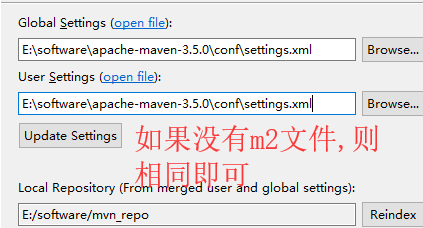 Global Settings (open file):
E:\software\apache-maven-3.5.0\conf\settings.xml Browse...
User Settings (open file):
E:\software\apache-maven-3.5.0\conf\settings.xml Browse...
Update Settings
如果没有m2文件,则
相同即可
Local Repository (From merged user and global settings):
E:/software/mvn_repo Reindex